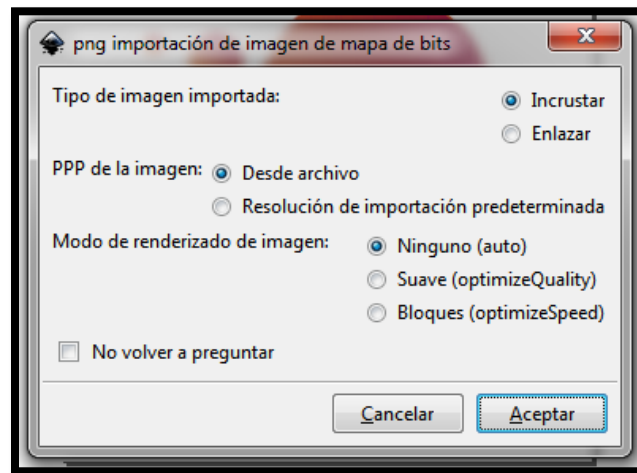 png importación de imagen de mapa de bits
Tipo de imagen importada:
Incrustar
Enlazar
PPP de la imagen:
Desde archivo
Resolución de importación predeterminada
Modo de renderizado de imagen:
Ninguno (auto)
Suave (optimizeQuality)
Bloques (optimizeSpeed)
No volver a preguntar
Cancelar
Aceptar